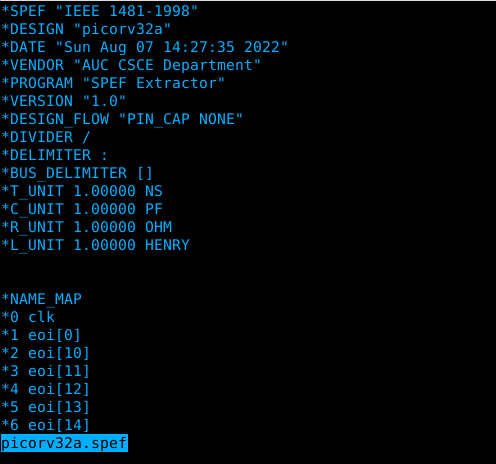 *SPEF "IEEE 1481-1998"
*DESIGN "picorv32a"
*DATE "Sun Aug 07 14:27:35 2022"
*VENDOR "AUC CSCE Department"
*PROGRAM "SPEF Extractor"
*VERSION "1.0"
*DESIGN_FLOW "PIN_CAP NONE"
*DIVIDER /
*DELIMITER :
*BUS_DELIMITER []
*T_UNIT 1.00000 NS
*C_UNIT 1.00000 PF
*R_UNIT 1.00000 OHM
*L_UNIT 1.00000 HENRY
*NAME_MAP
*0 clk
*1 eoi[0]
*2 eoi[10]
*3 eoi[11]
*4 eoi[12]
*5 eoi[13]
*6 eoi[14]
picorv32a.spef